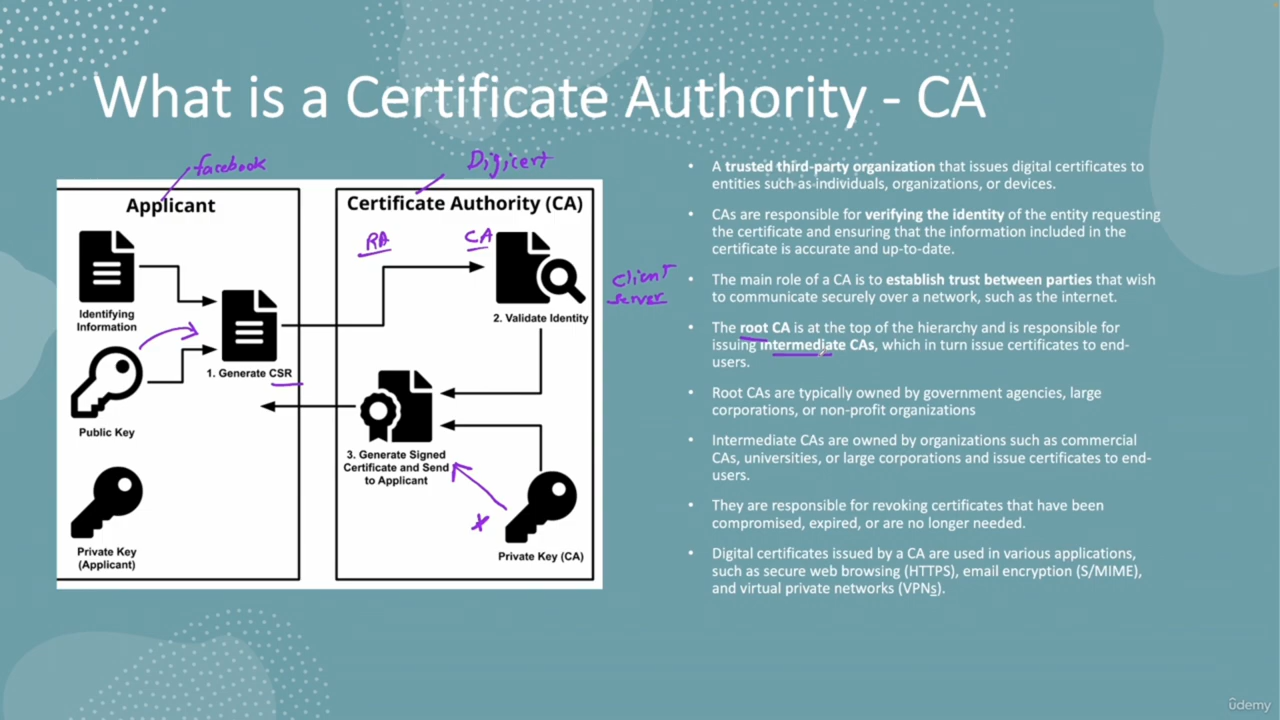 What is a Certificate Authority - CA
facebook
Digicert
Applicant
Certificate Authority (CA)
RA
CA
Identifying
Information
1. Generate CSR
Public Key
Private Key
(Applicant)
2. Validate Identity
client
server
3. Generate Signed
Certificate and Send
to Applicant
Private Key (CA)
• A trusted third-party organization that issues digital certificates to
entities such as individuals, organizations, or devices.
• CAs are responsible for verifying the identity of the entity requesting
the certificate and ensuring that the information included in the
certificate is accurate and up-to-date.
• The main role of a CA is to establish trust between parties that wish
to communicate securely over a network, such as the internet.
• The root CA is at the top of the hierarchy and is responsible for
issuing intermediate CAs, which in turn issue certificates to end-
users.
• Root CAs are typically owned by government agencies, large
corporations, or non-profit organizations
• Intermediate CAs are owned by organizations such as commercial
CAs, universities, or large corporations and issue certificates to end-
users.
• They are responsible for revoking certificates that have been
compromised, expired, or are no longer needed.
• Digital certificates issued by a CA are used in various applications,
such as secure web browsing (HTTPS), email encryption (S/MIME),
and virtual private networks (VPNs).
ûdemy